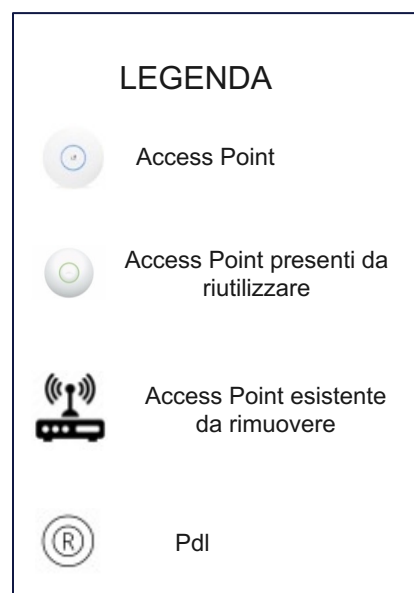 LEGENDA
Access Point
Access Point presenti da
riutilizzare
Access Point esistente
da rimuovere
R
Pdl